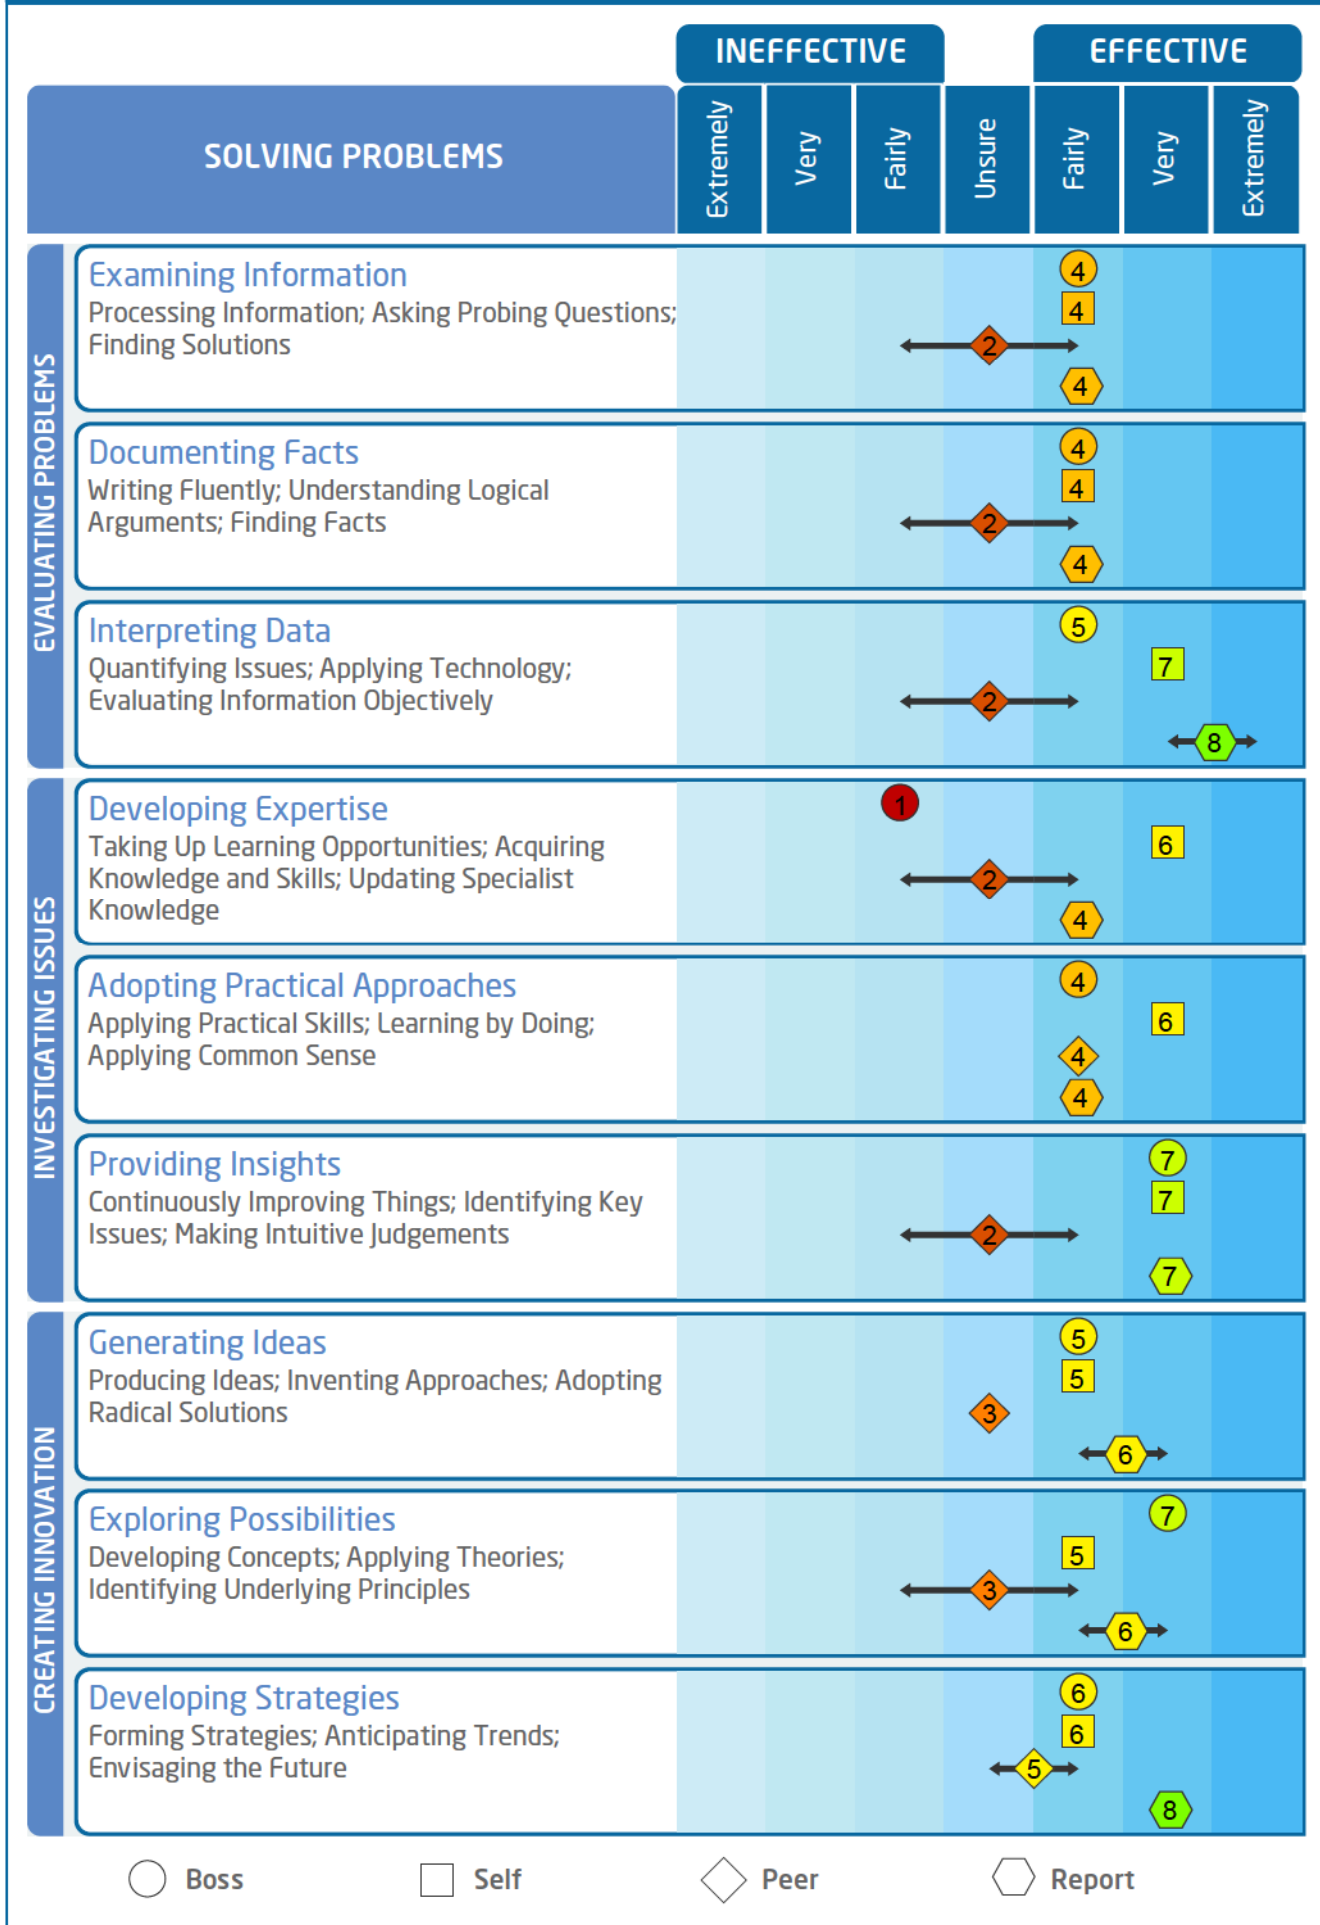 INEFFECTIVE
EFFECTIVE
SOLVING PROBLEMS
Extremely
Very
Fairly
Unsure
Fairly
Very
Extremely
EVALUATING PROBLEMS
Examining Information
Processing Information; Asking Probing Questions;
Finding Solutions
4
4
2
4
Documenting Facts
Writing Fluently; Understanding Logical
Arguments; Finding Facts
4
4
2
4
Interpreting Data
Quantifying Issues; Applying Technology;
Evaluating Information Objectively
5
7
2
8
INVESTIGATING ISSUES
Developing Expertise
Taking Up Learning Opportunities; Acquiring
Knowledge and Skills; Updating Specialist
Knowledge
1
6
2
4
Adopting Practical Approaches
Applying Practical Skills; Learning by Doing;
Applying Common Sense
4
6
4
4
Providing Insights
Continuously Improving Things; Identifying Key
Issues; Making Intuitive Judgements
7
7
2
7
CREATING INNOVATION
Generating Ideas
Producing Ideas; Inventing Approaches; Adopting
Radical Solutions
5
5
3
6
Exploring Possibilities
Developing Concepts; Applying Theories;
Identifying Underlying Principles
7
5
3
6
Developing Strategies
Forming Strategies; Anticipating Trends;
Envisaging the Future
6
6
5
8
Boss
Self
Peer
Report